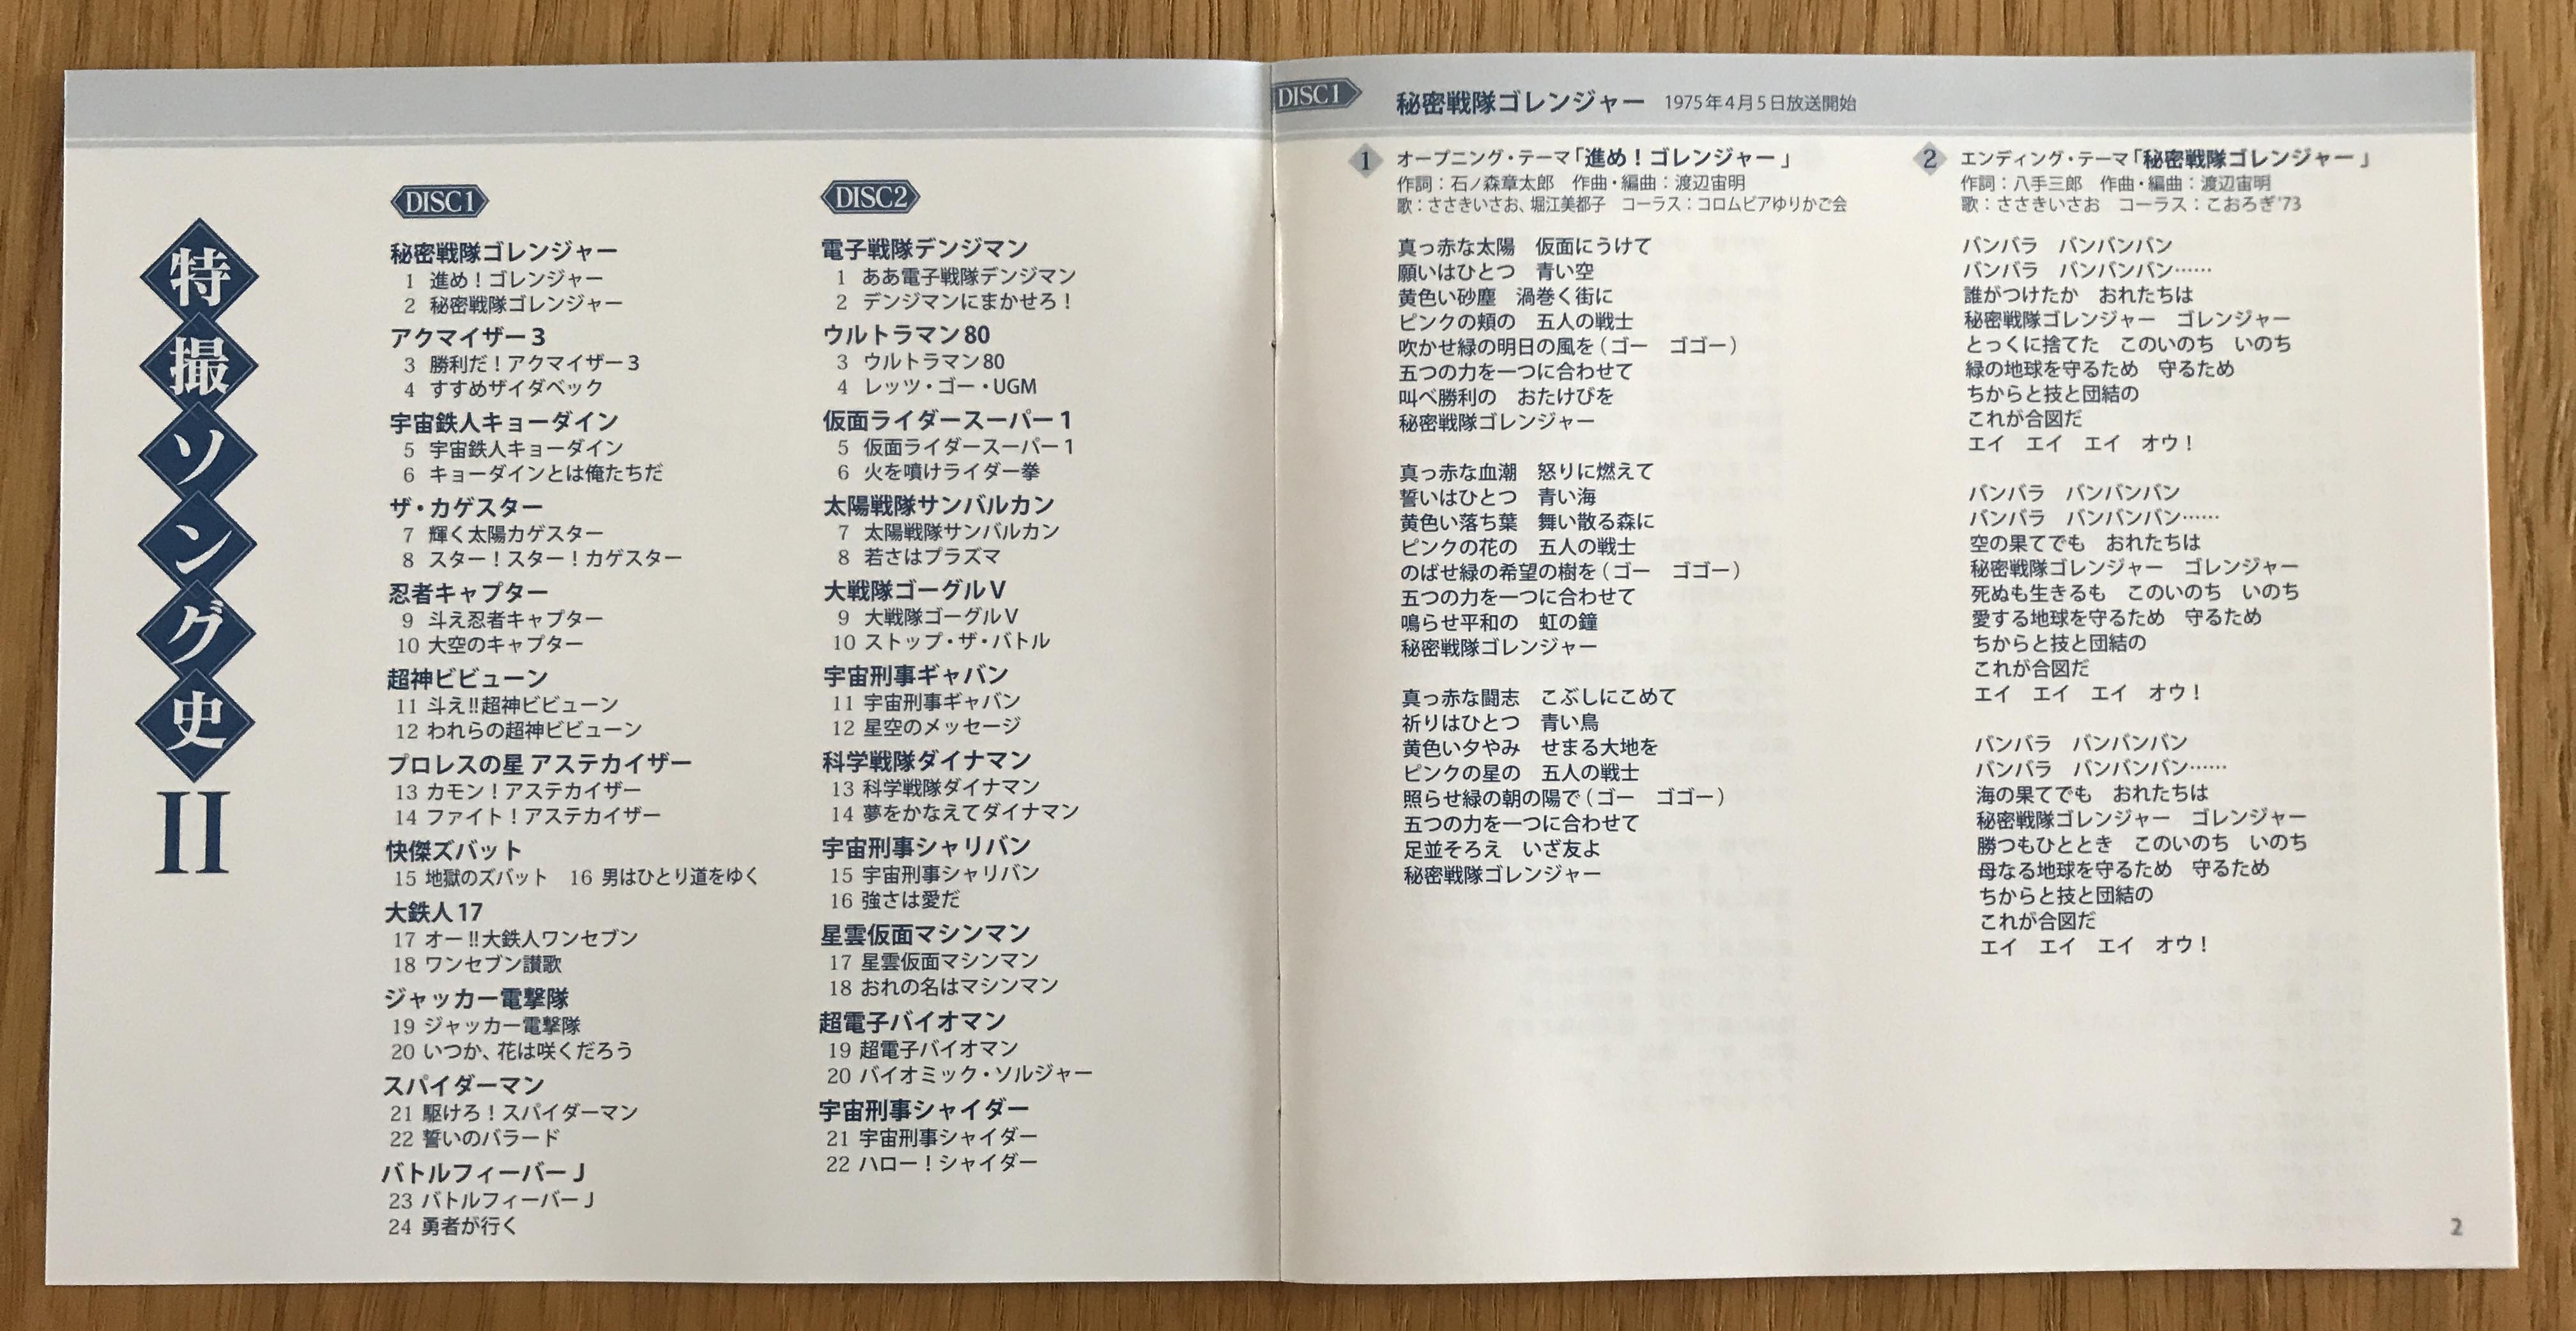 特撮ソング史
II
DISC1
秘密戦隊ゴレンジャー
1 進め!ゴレンジャー
2 秘密戦隊ゴレンジャー
アクマイザー3
3 勝利だ!アクマイザー3
4 すすめザイダベック
宇宙鉄人キョーダイン
5 宇宙鉄人キョーダイン
6 キョーダインとは俺たちだ
ザ・カゲスター
7 輝く太陽カゲスター
8 スター!スター!カゲスター
忍者キャプター
9 斗え忍者キャプター
10 大空のキャプター
超神ビビューン
11 斗え!!超神ビビューン
12 われらの超神ビビューン
プロレスの星 アステカイザー
13 カモン!アステカイザー
14 ファイト!アステカイザー
快傑ズバット
15 地獄のズバット 16 男はひとり道をゆく
大鉄人17
17 オー!!大鉄人ワンセブン
18 ワンセブン讃歌
ジャッカー電撃隊
19 ジャッカー電撃隊
20 いつか、花は咲くだろう
スパイダーマン
21 駆けろ!スパイダーマン
22 誓いのバラード
バトルフィーバーJ
23 バトルフィーバーJ
24 勇者が行く
DISC2
電子戦隊デンジマン
1 ああ電子戦隊デンジマン
2 デンジマンにまかせろ!
ウルトラマン80
3 ウルトラマン80
4 レッツ・ゴー・UGM
仮面ライダースーパー1
5 仮面ライダースーパー1
6 火を噴けライダー拳
太陽戦隊サンバルカン
7 太陽戦隊サンバルカン
8 若さはプラズマ
大戦隊ゴーグルV
9 大戦隊ゴーグルV
10 ストップ・ザ・バトル
宇宙刑事ギャバン
11 宇宙刑事ギャバン
12 星空のメッセージ
科学戦隊ダイナマン
13 科学戦隊ダイナマン
14 夢をかなえてダイナマン
宇宙刑事シャリバン
15 宇宙刑事シャリバン
16 強さは愛だ
星雲仮面マシンマン
17 星雲仮面マシンマン
18 おれの名はマシンマン
超電子バイオマン
19 超電子バイオマン
20 バイオミック・ソルジャー
宇宙刑事シャイダー
21 宇宙刑事シャイダー
22 ハロー!シャイダー
DISC1 秘密戦隊ゴレンジャー 1975年4月5日放送開始
1 オープニング・テーマ「進め!ゴレンジャー」
作詞:石ノ森章太郎 作曲・編曲:渡辺宙明
歌:ささきいさお、堀江美都子 コーラス:コロムビアゆりかご会
真っ赤な太陽 仮面にうけて
願いはひとつ 青い空
黄色い砂塵 渦巻く街に
ピンクの頬の 五人の戦士
吹かせ緑の明日の風を(ゴー ゴゴー)
五つの力を一つに合わせて
叫べ勝利の おたけびを
秘密戦隊ゴレンジャー
真っ赤な血潮 怒りに燃えて
誓いはひとつ 青い海
黄色い落ち葉 舞い散る森に
ピンクの花の 五人の戦士
のばせ緑の希望の樹を(ゴー ゴゴー)
五つの力を一つに合わせて
鳴らせ平和の 虹の鐘
秘密戦隊ゴレンジャー
真っ赤な闘志 こぶしにこめて
祈りはひとつ 青い鳥
黄色い夕やみ せまる大地を
ピンクの星の 五人の戦士
照らせ緑の朝の陽で(ゴー ゴゴー)
五つの力を一つに合わせて
足並そろえ いざ友よ
秘密戦隊ゴレンジャー
2 エンディング・テーマ「秘密戦隊ゴレンジャー」
作詞:八手三郎 作曲・編曲:渡辺宙明
歌:ささきいさお コーラス:こおろぎ'73
バンバラ バンバンバン
バンバラ バンバンバン……
誰がつけたか おれたちは
秘密戦隊ゴレンジャー ゴレンジャー
とっくに捨てた このいのち いのち
緑の地球を守るため 守るため
ちからと技と団結の
これが合図だ
エイ エイ エイ オウ!
バンバラ バンバンバン
バンバラ バンバンバン……
空の果てでも おれたちは
秘密戦隊ゴレンジャー ゴレンジャー
死ぬも生きるも このいのち いのち
愛する地球を守るため 守るため
ちからと技と団結の
これが合図だ
エイ エイ エイ オウ!
バンバラ バンバンバン
バンバラ バンバンバン……
海の果てでも おれたちは
秘密戦隊ゴレンジャー ゴレンジャー
勝つもひととき このいのち いのち
母なる地球を守るため 守るため
ちからと技と団結の
これが合図だ
エイ エイ エイ オウ!
2